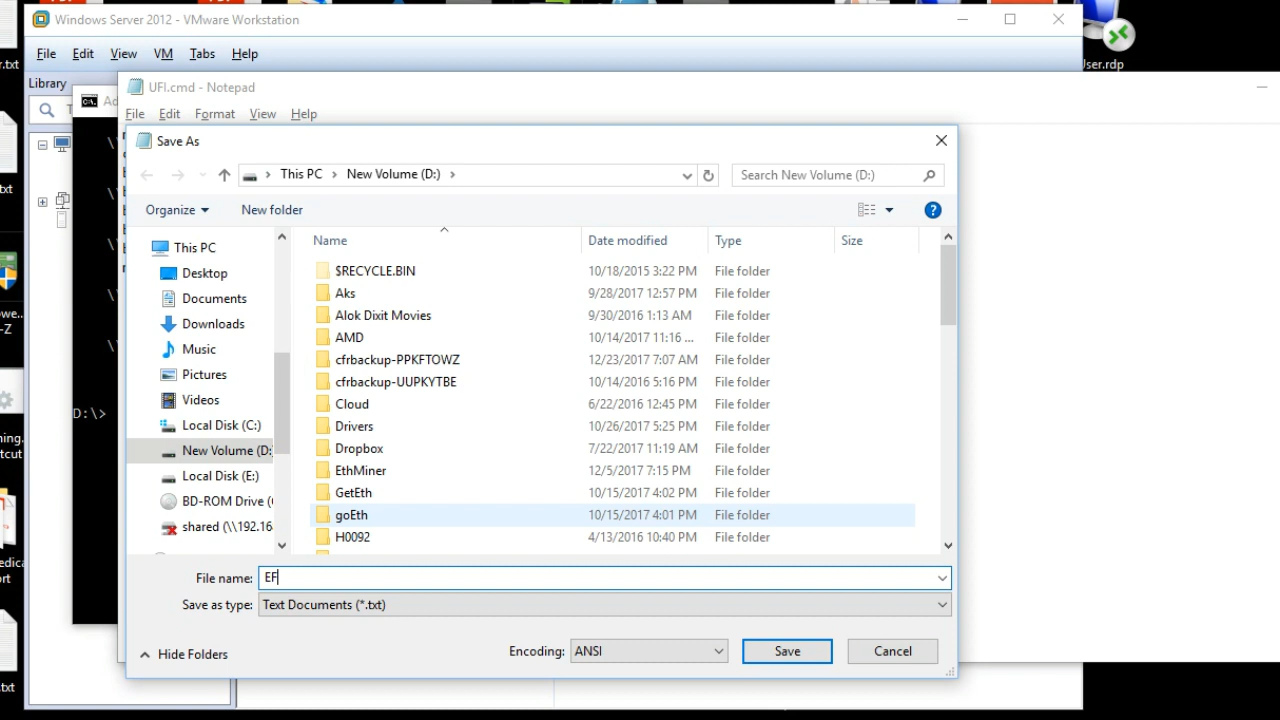 Windows Server 2012 - VMware Workstation
File Edit View VM Tabs Help
User.rdp
r.txt
Library
UFI.cmd - Notepad
Ad
File Edit Format View Help
Save As
This PC New Volume (D:)
Search New Volume (D:)
txt
Organize New folder
Name Date modified Type Size
This PC
Desktop
Documents
Downloads
Music
Pictures
Videos
Local Disk (C:)
New Volume (D:
Local Disk (E:)
BD-ROM Drive (
shared (\\192.16
$RECYCLE.BIN 10/18/2015 3:22 PM File folder
Aks 9/28/2017 12:57 PM File folder
Alok Dixit Movies 9/30/2016 1:13 AM File folder
AMD 10/14/2017 11:16 ... File folder
cfrbackup-PPKFTOWZ 12/23/2017 7:07 AM File folder
cfrbackup-UUPKYTBE 10/14/2016 5:16 PM File folder
Cloud 6/22/2016 12:45 PM File folder
Drivers 10/26/2017 5:25 PM File folder
Dropbox 7/22/2017 11:19 AM File folder
EthMiner 12/5/2017 7:15 PM File folder
GetEth 10/15/2017 4:02 PM File folder
goEth 10/15/2017 4:01 PM File folder
H0092 4/13/2016 10:40 PM File folder
owe...
-Z
D:\>
ning.
tcut
edica
ort
File name: EF
Save as type: Text Documents (*.txt)
Hide Folders
Encoding: ANSI Save Cancel
.txt